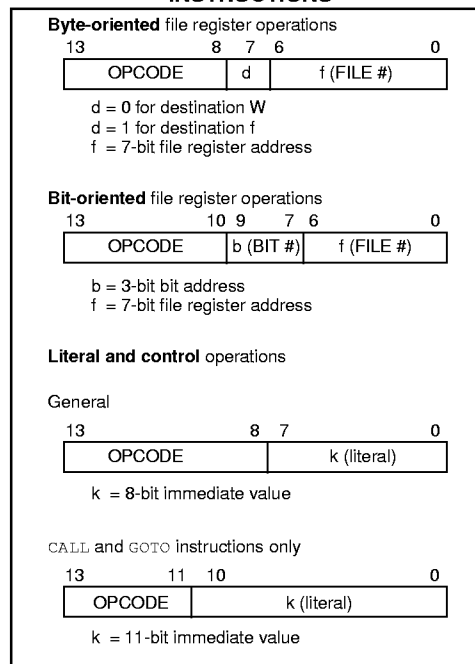 INSTRUCTIONS
Byte-oriented file register operations
13 8 7 6 0
OPCODE d f (FILE #)
d = 0 for destination W
d = 1 for destination f
f = 7-bit file register address
Bit-oriented file register operations
13 10 9 7 6 0
OPCODE b (BIT #) f (FILE #)
b = 3-bit bit address
f = 7-bit file register address
Literal and control operations
General
13 8 7 0
OPCODE k (literal)
k = 8-bit immediate value
CALL and GOTO instructions only
13 11 10 0
OPCODE k (literal)
k = 11-bit immediate value